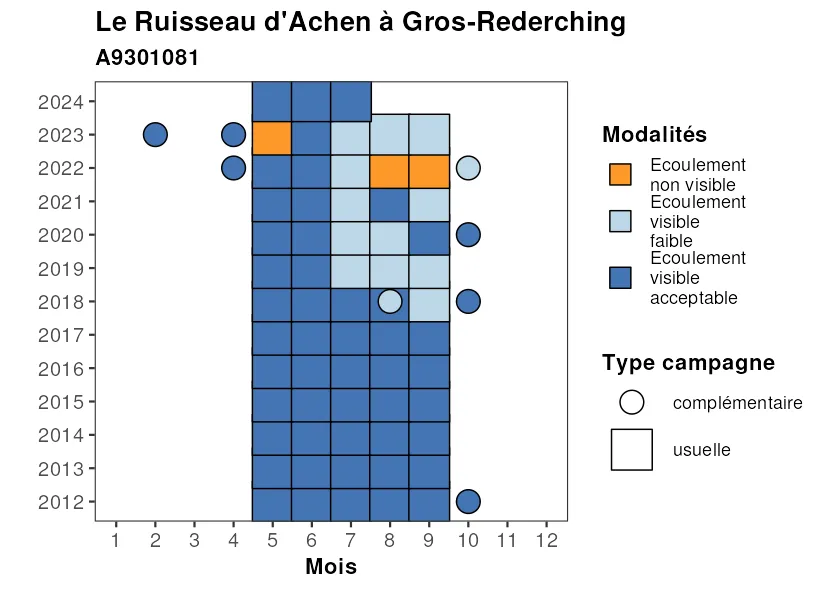 Le Ruisseau d'Achen à Gros-Rederching
A9301081
2024
2023
2022
2021
2020
2019
2018
2017
2016
2015
2014
2013
2012
1 2 3 4 5 6 7 8 9 10 11 12
Mois
Modalités
Ecoulement
non visible
Ecoulement
visible
faible
Ecoulement
visible
acceptable
Type campagne
complémentaire
usuelle